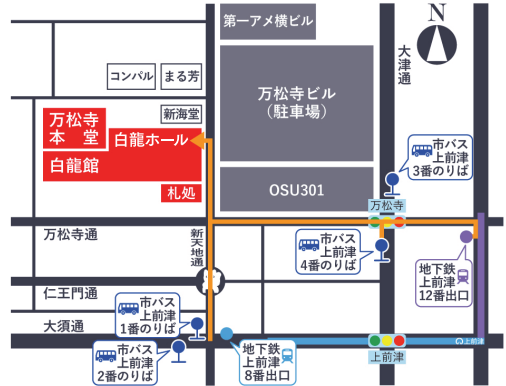 第一アメ横ビル
N
大津通
コンパル
まる芳
万松寺ビル
（駐車場）
新海堂
万松寺
本 堂
白龍ホール
白龍館
札処
OSU301
市バス
上前津
3番のりば
万松寺
万松寺通
新天地通
市バス
上前津
4番のりば
地下鉄
上前津
12番出口
仁王門通
市バス
上前津
1番のりば
大須通
市バス
上前津
2番のりば
地下鉄
上前津
8番出口
上前津
上前津